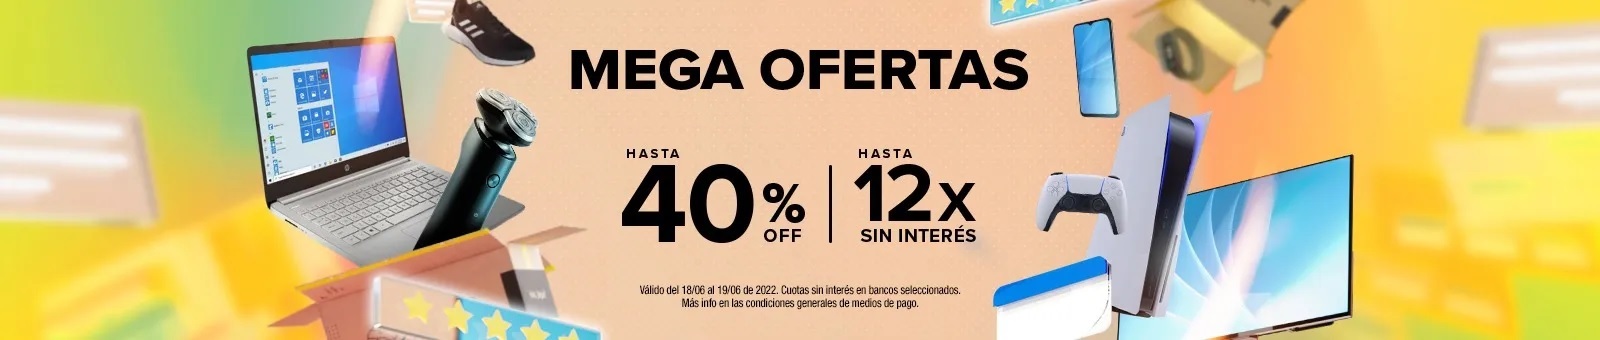 MEGA OFERTAS
HASTA
40%
OFF
HASTA
12X
SIN INTERÉS
Válido del 18/06 al 19/06 de 2022. Cuotas sin interés en bancos seleccionados.
Más info en las condiciones generales de medios de pago.